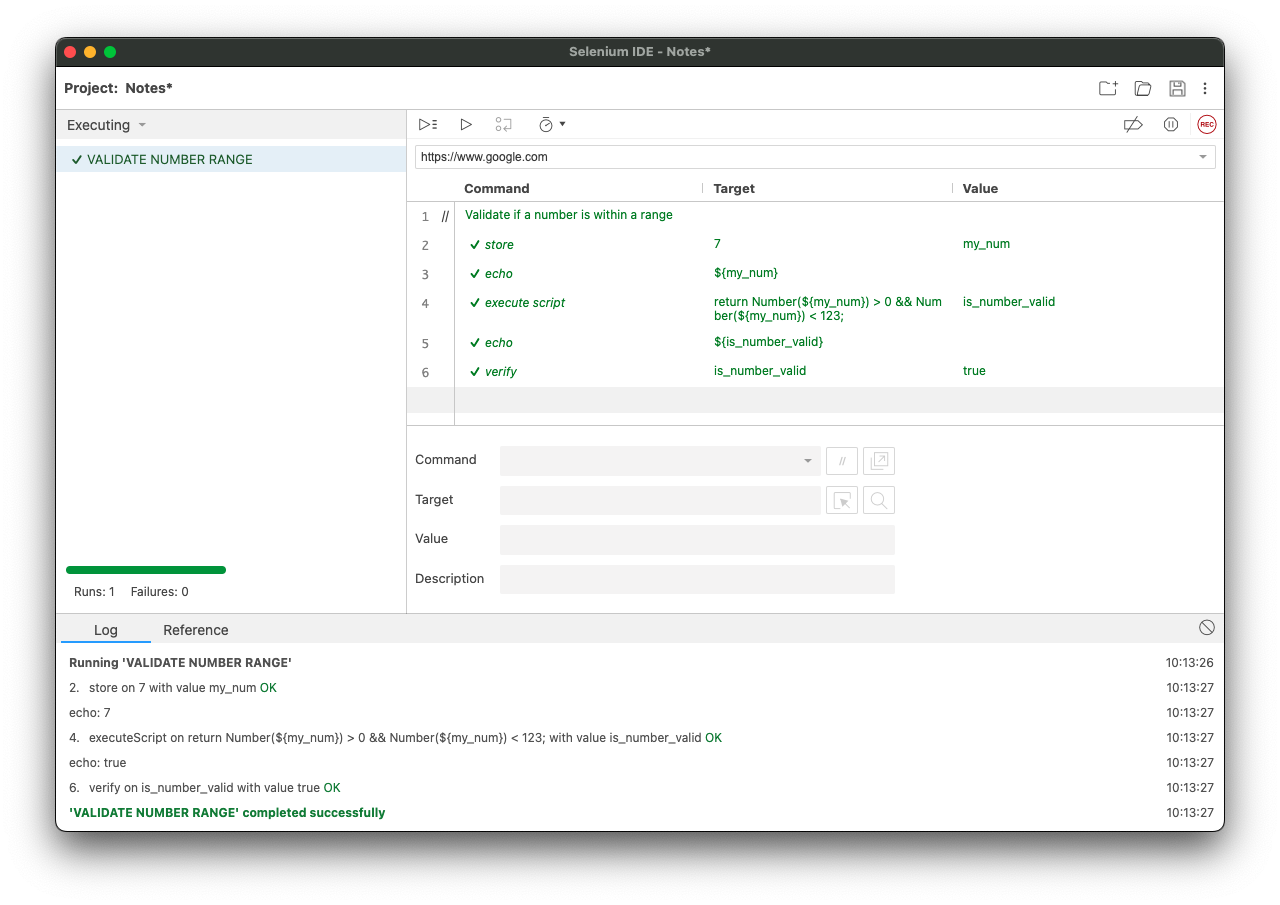 Selenium IDE - Notes*
Project: Notes*
Executing
VALIDATE NUMBER RANGE
Runs: 1 Failures: 0
REC
https://www.google.com
Command Target Value
1 // Validate if a number is within a range
2 store 7 my_num
3 echo ${my_num}
4 execute script return Number(${my_num}) > 0 && Num is_number_valid
ber(${my_num}) < 123;
5 echo ${is_number_valid}
6 verify is_number_valid true
Command
//
Target
Value
Description
Log Reference
Running 'VALIDATE NUMBER RANGE' 10:13:26
2. store on 7 with value my_num OK 10:13:27
echo: 7 10:13:27
4. executeScript on return Number(${my_num}) > 0 && Number(${my_num}) < 123; with value is_number_valid OK 10:13:27
echo: true 10:13:27
6. verify on is_number_valid with value true OK 10:13:27
'VALIDATE NUMBER RANGE' completed successfully 10:13:27